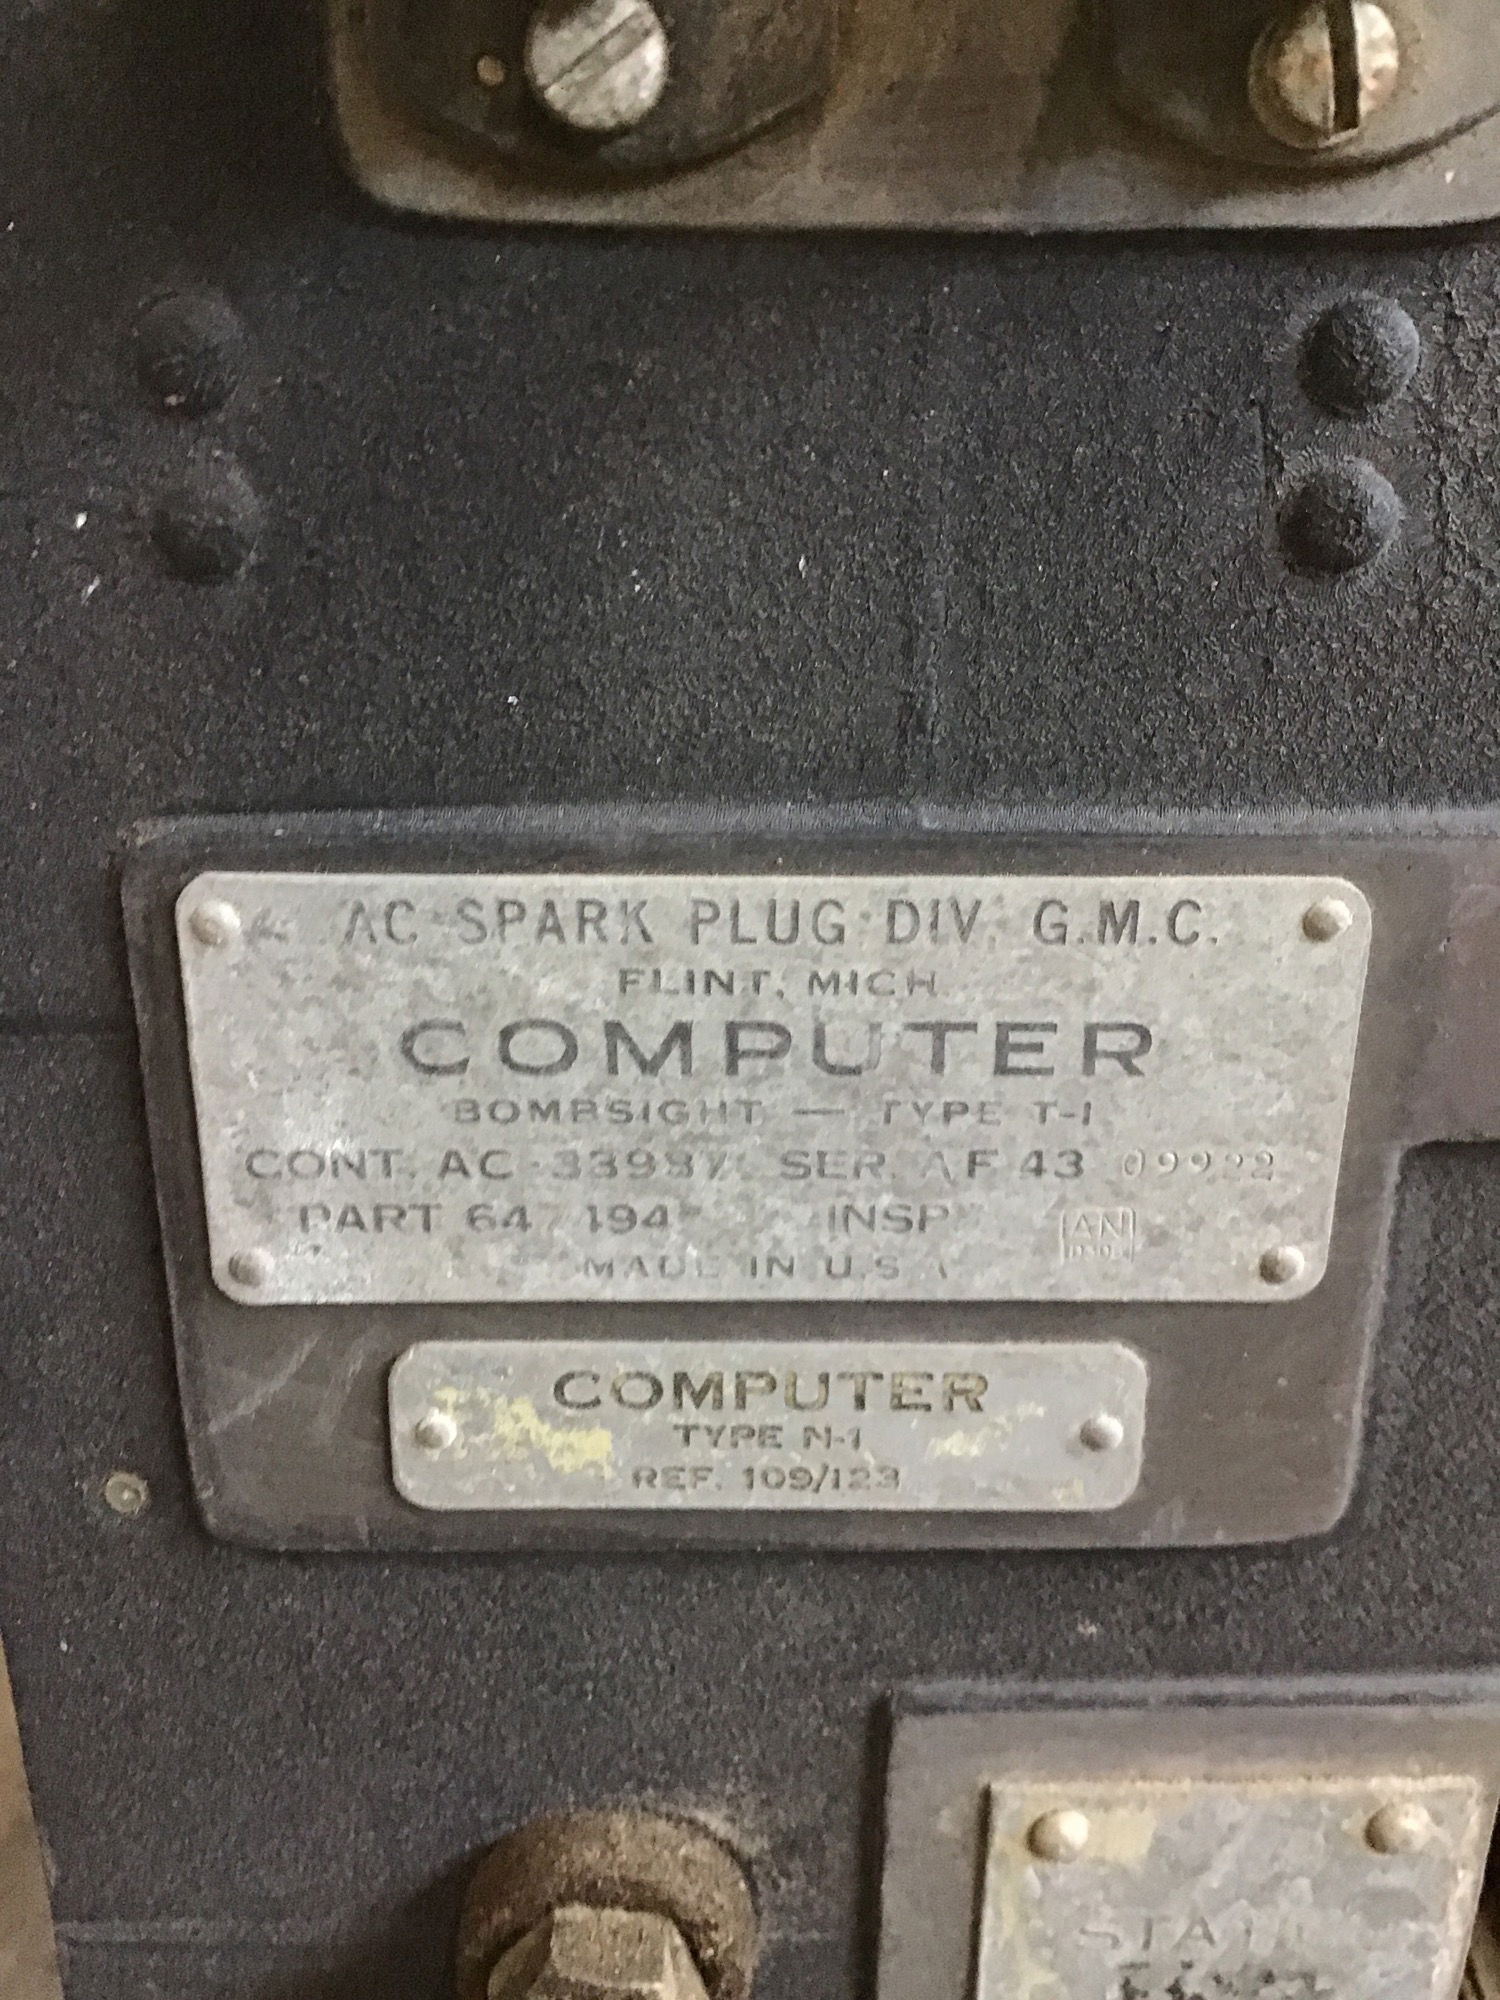 AC SPARK PLUG DIV. G.M.C.
FLINT, MICH
COMPUTER
BOMBSIGHT — TYPE T-1
CONT. AC-33987 SER. AF 43 09922
PART 647194 INSP. AN
MADE IN U.S.A
COMPUTER
TYPE N-1
REF. 109/123